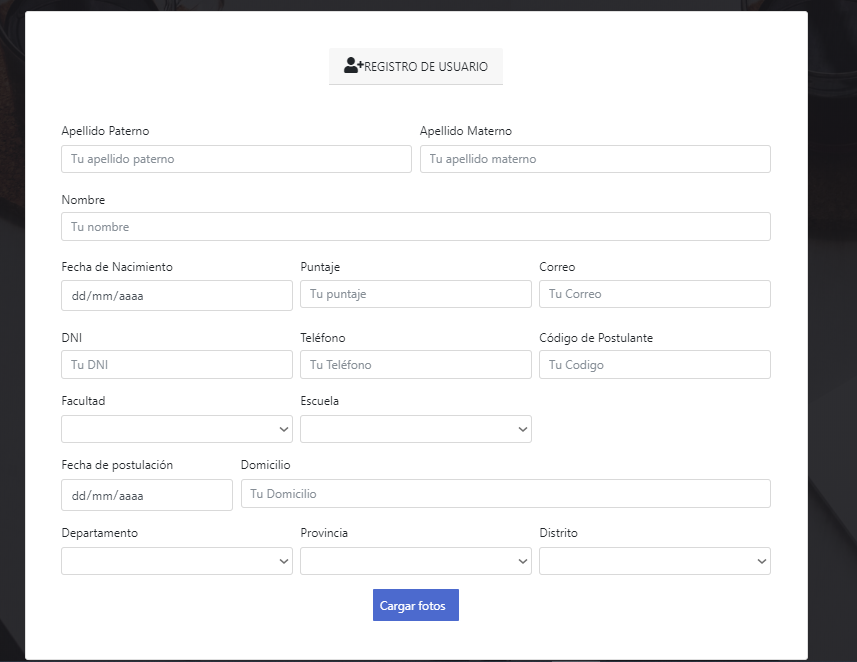 REGISTRO DE USUARIO
Apellido Paterno Apellido Materno
Tu apellido paterno Tu apellido materno
Nombre
Tu nombre
Fecha de Nacimiento Puntaje Correo
dd/mm/aaaa Tu puntaje Tu Correo
DNI Teléfono Código de Postulante
Tu DNI Tu Teléfono Tu Codigo
Facultad Escuela
Fecha de postulación Domicilio
dd/mm/aaaa Tu Domicilio
Departamento Provincia Distrito
Cargar fotos